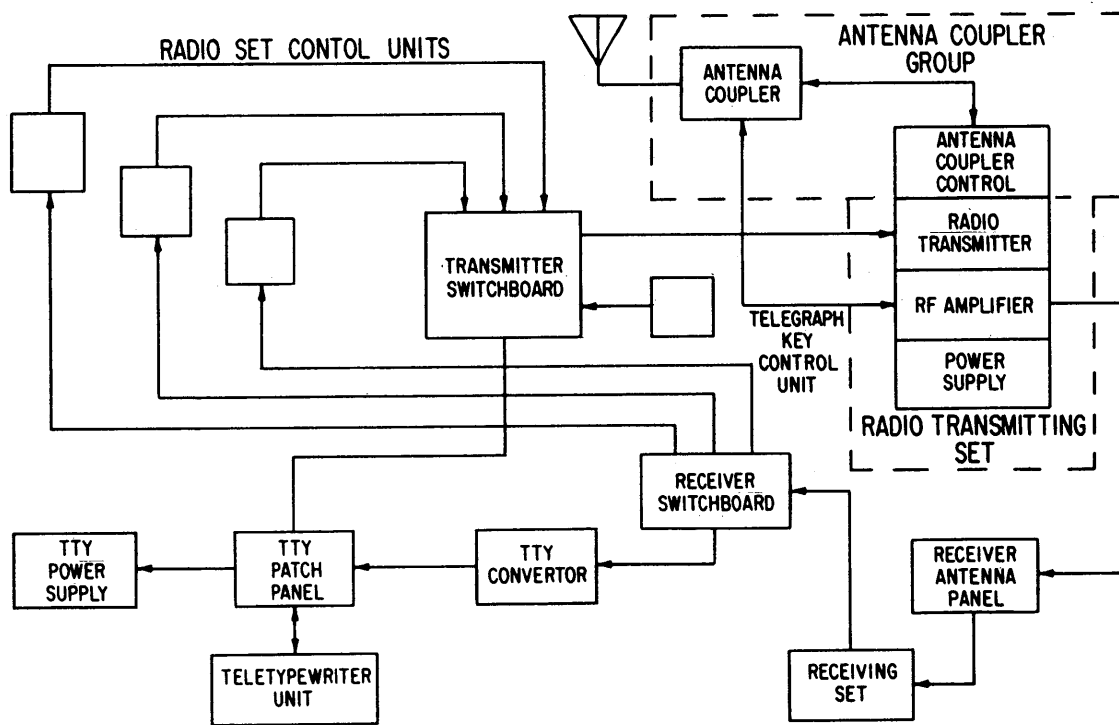 RADIO SET CONTOL UNITS
ANTENNA COUPLER
GROUP
ANTENNA
COUPLER
ANTENNA
COUPLER
CONTROL
RADIO
TRANSMITTER
RF AMPLIFIER
POWER
SUPPLY
RADIO TRANSMITTING
SET
TRANSMITTER
SWITCHBOARD
TELEGRAPH
KEY
CONTROL
UNIT
RECEIVER
SWITCHBOARD
TTY
POWER
SUPPLY
TTY
PATCH
PANEL
TTY
CONVERTOR
RECEIVER
ANTENNA
PANEL
TELETYPEWRITER
UNIT
RECEIVING
SET